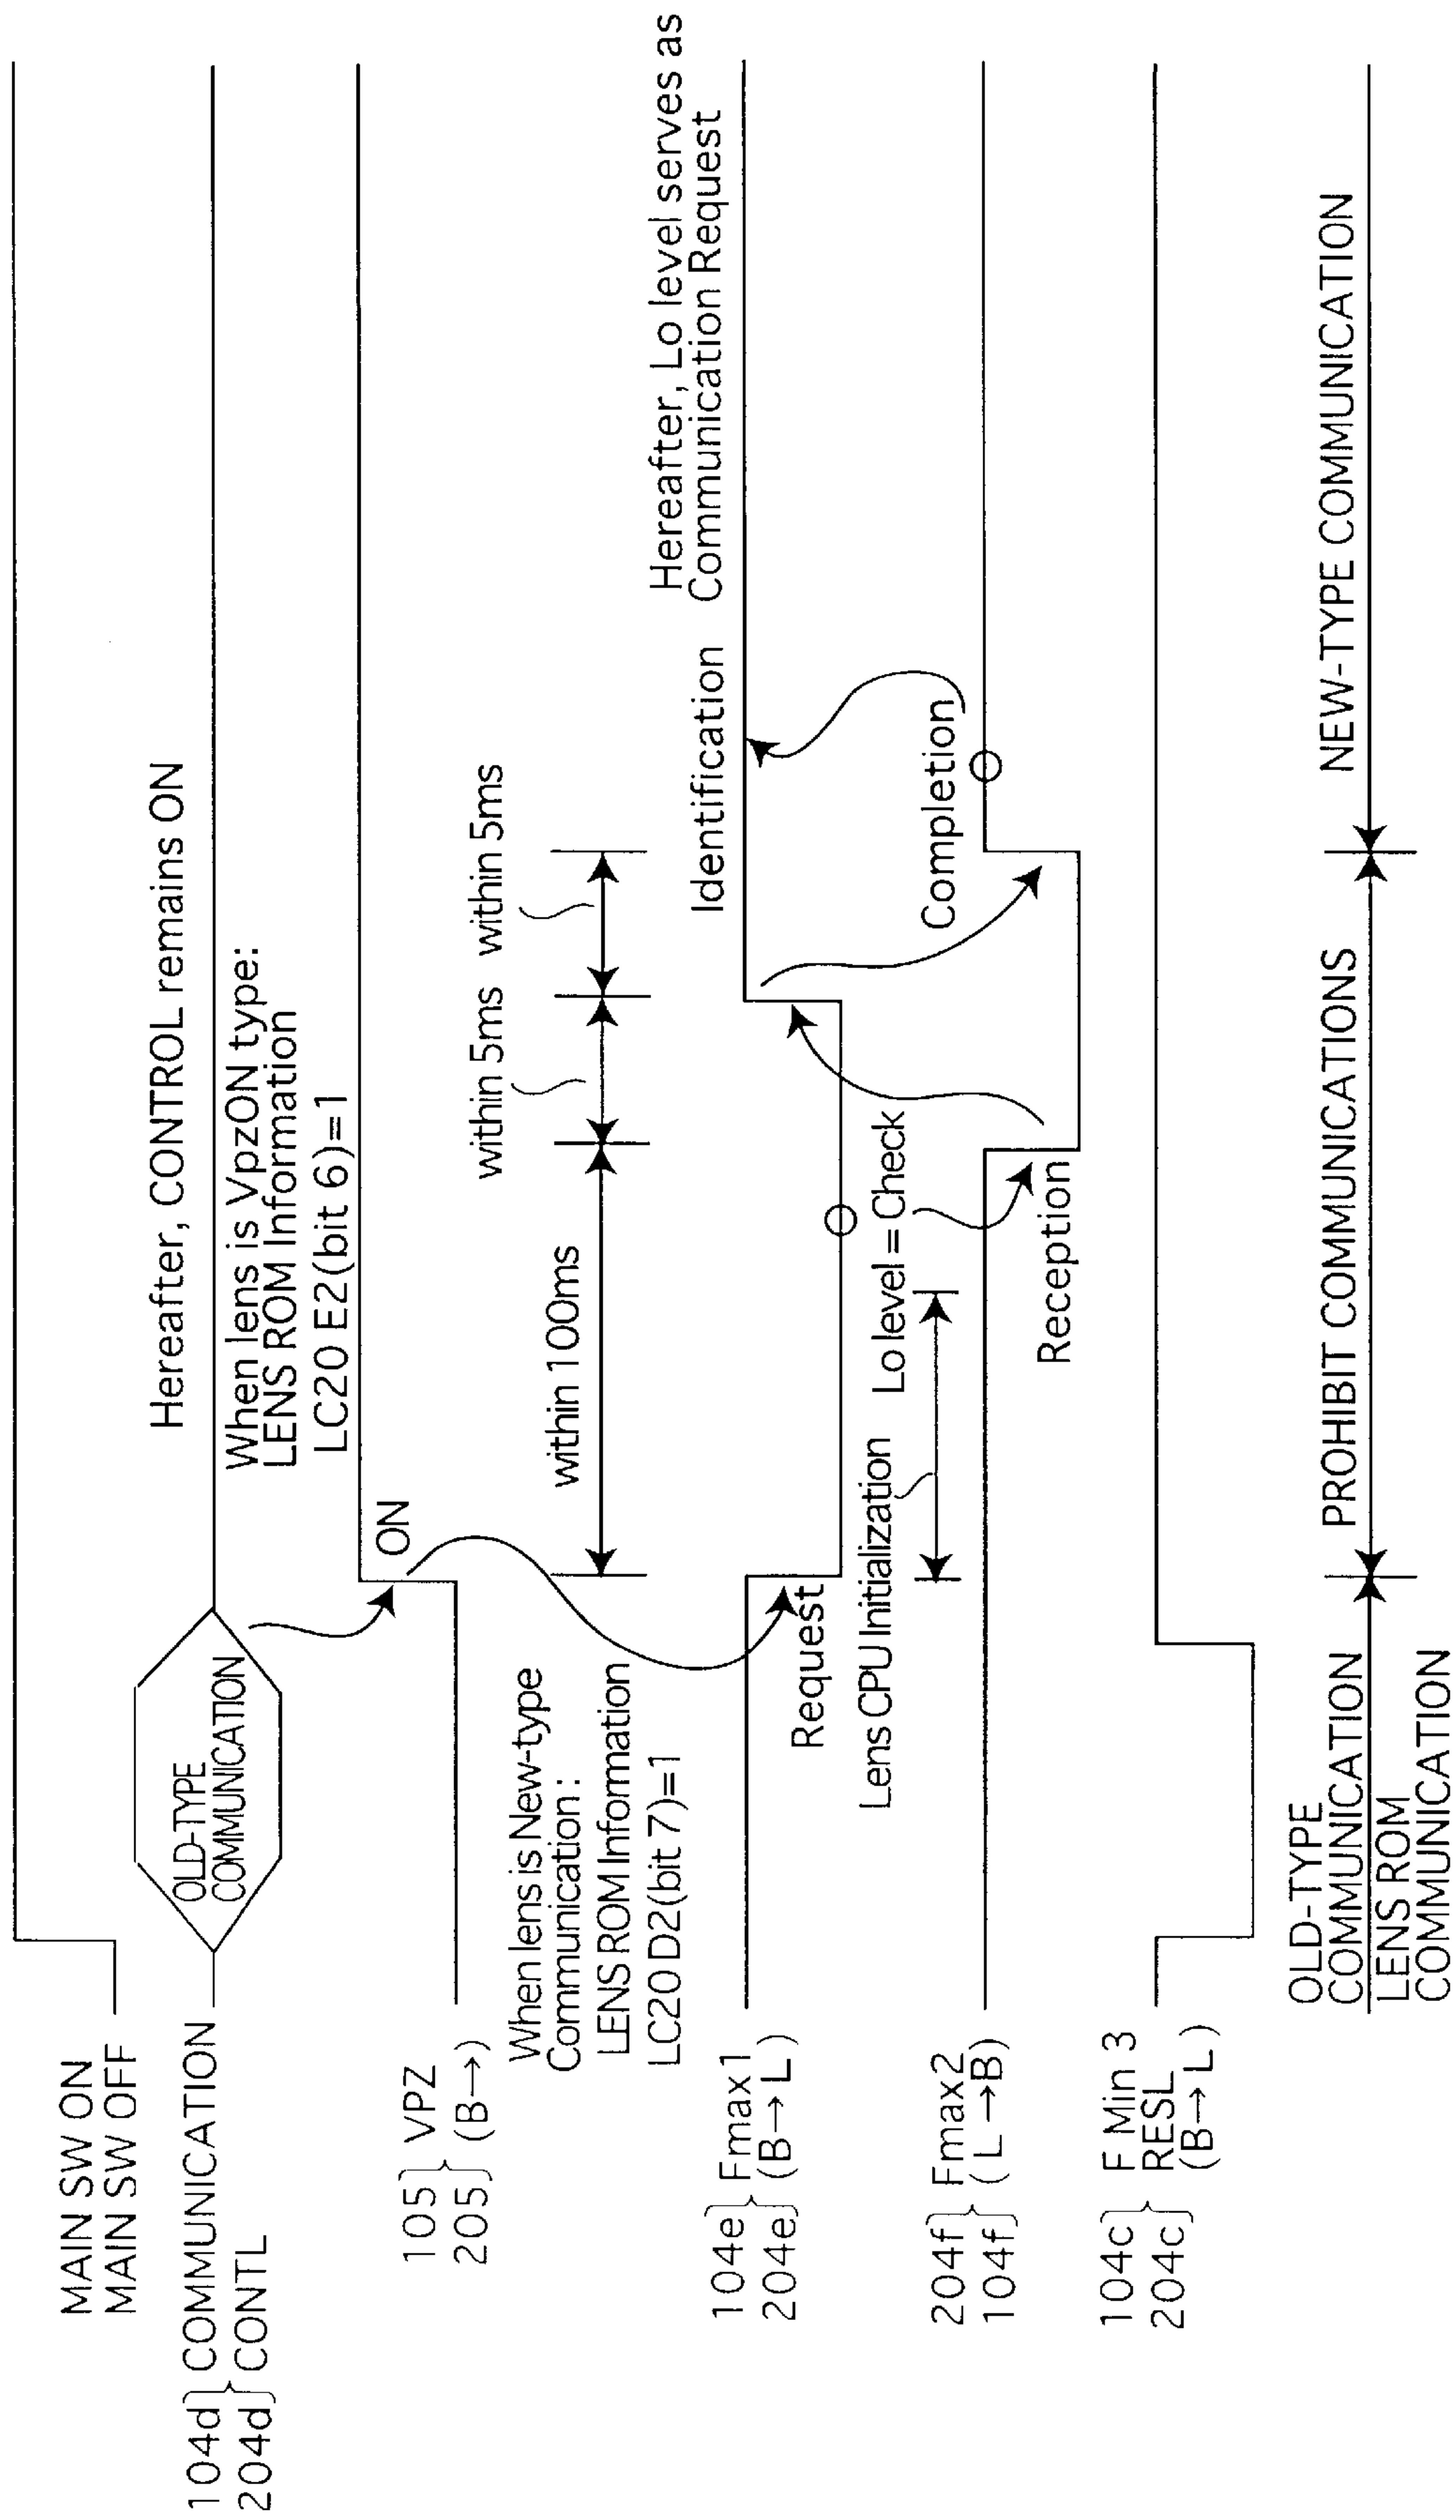 MAIN SW ON
MAIN SW OFF
104d} COMMUNICATION
204d} CONTL
OLD-TYPE
COMMUNICATION
Hereafter, CONTROL remains ON
When lens is VpzON type:
LENS ROM Information
LC20 E2(bit 6)=1
105} VPZ
205} (B→)
ON
When lens is New-type
Communication:
LENS ROM Information
LC20 D2(bit 7)=1
within 100ms
within 5ms
within 5ms
104e} Fmax1
204e} (B→L)
Request
Identification
Hereafter, Lo level serves as
Communication Request
Lens CPU Initialization
Lo level = Check
Completion
204f} Fmax2
104f} (L→B)
Reception
104c} F Min 3
204c} RESL
(B→L)
OLD-TYPE
COMMUNICATION
LENS ROM
COMMUNICATION
PROHIBIT COMMUNICATIONS
NEW-TYPE COMMUNICATION